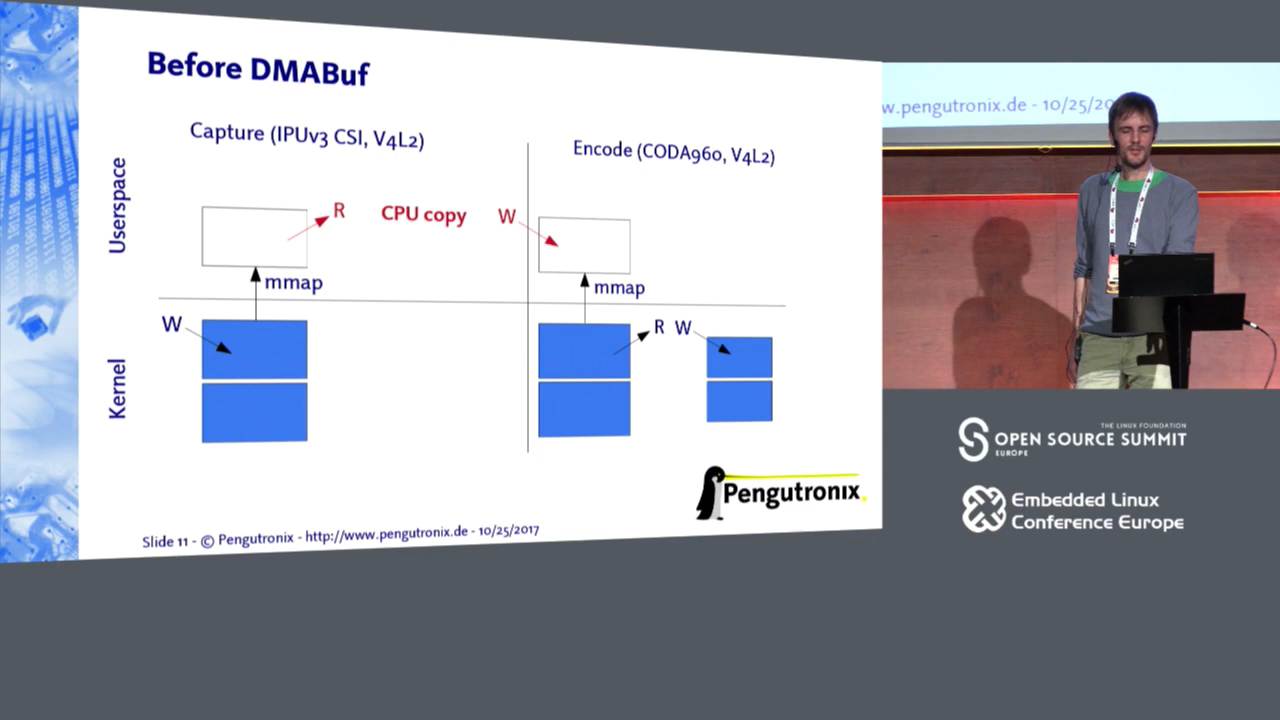 Before DMABuf
Capture (IPUv3 CSI, V4L2)
Encode (CODA960, V4L2)
Userspace
R
CPU copy
W
mmap
mmap
Kernel
W
R W
Pengutronix
Slide 11 - © Pengutronix - http://www.pengutronix.de - 10/25/2017
w.pengutronix.de - 10/25/20
THE LINUX FOUNDATION
OPEN SOURCE SUMMIT
EUROPE
Embedded Linux
Conference Europe